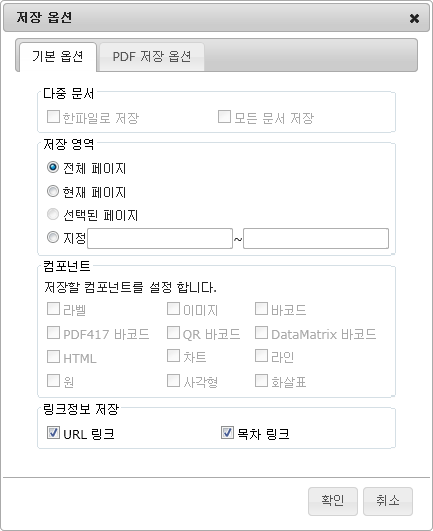 저장 옵션
기본 옵션 PDF 저장 옵션
다중 문서
한파일로 저장 모든 문서 저장
저장 영역
전체 페이지
현재 페이지
선택된 페이지
지정 ~
컴포넌트
저장할 컴포넌트를 설정 합니다.
라벨 이미지 바코드
PDF417 바코드 QR 바코드 DataMatrix 바코드
HTML 차트 라인
원 사각형 화살표
링크정보 저장
URL 링크 목차 링크
확인 취소